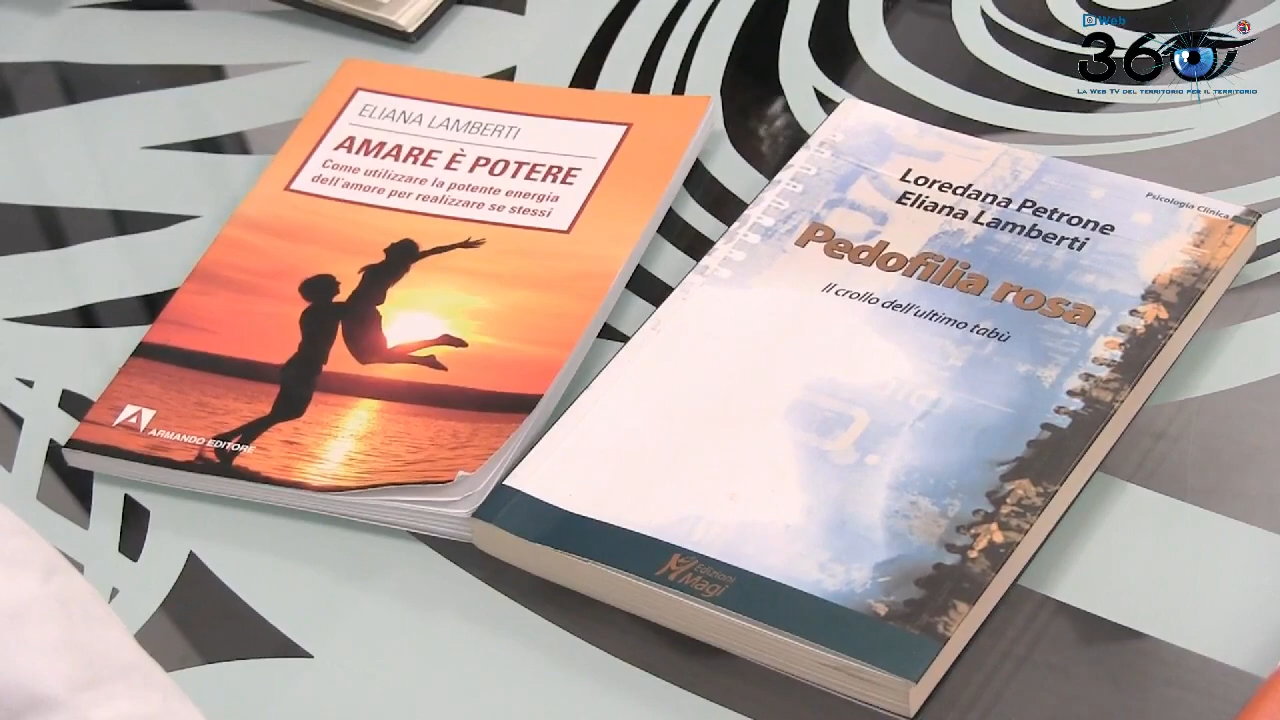 Web
360
LA WEB TV DEL TERRITORIO PER IL TERRITORIO
ELIANA LAMBERTI
AMARE È POTERE
Come utilizzare la potente energia
dell'amore per realizzare se stessi
ARMANDO EDITORE
Psicologia Clinica
Loredana Petrone
Eliana Lamberti
Pedofilia rosa
Il crollo dell'ultimo tabù
Edizioni
Magi